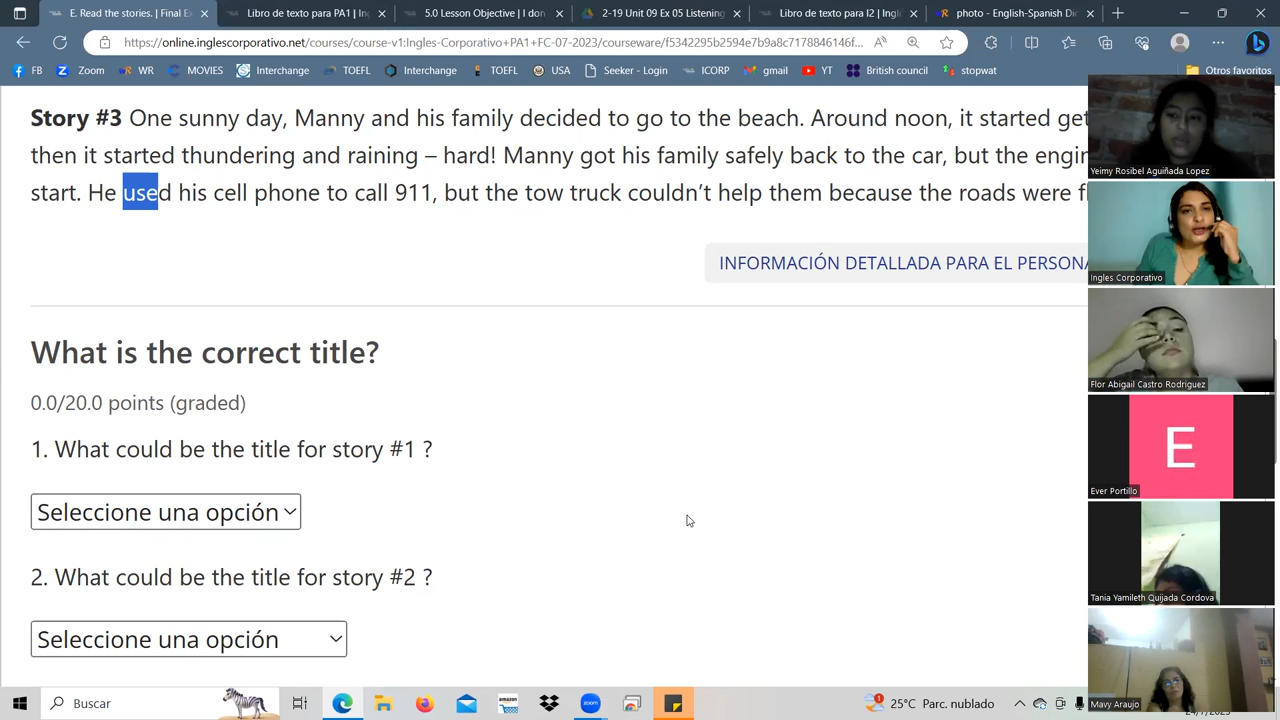 E. Read the stories. | Final E
Libro de texto para PA1 | Ing
5.0 Lesson Objective | I don
2-19 Unit 09 Ex 05 Listening
Libro de texto para I2 | Ingl
photo - English-Spanish Di
https://online.inglescorporativo.net/courses/course-v1:Ingles-Corporativo+PA1+FC-07-2023/courseware/f5342295b2594e7b9a8c7178846146f...
FB Zoom WR MOVIES Interchange TOEFL Interchange TOEFL USA Seeker - Login ICORP gmail YT British council stopwat Otros favoritos
Story #3 One sunny day, Manny and his family decided to go to the beach. Around noon, it started get
then it started thundering and raining – hard! Manny got his family safely back to the car, but the engin
start. He used his cell phone to call 911, but the tow truck couldn't help them because the roads were fl
INFORMACIÓN DETALLADA PARA EL PERSONA
What is the correct title?
0.0/20.0 points (graded)
1. What could be the title for story #1 ?
Seleccione una opción
2. What could be the title for story #2 ?
Seleccione una opción
Yeimy Rosibel Aguiñada Lopez
Ingles Corporativo
Flor Abigail Castro Rodriguez
E
Ever Portillo
Tania Yamileth Quijada Cordova
Mavy Araujo
Buscar
25°C Parc. nublado